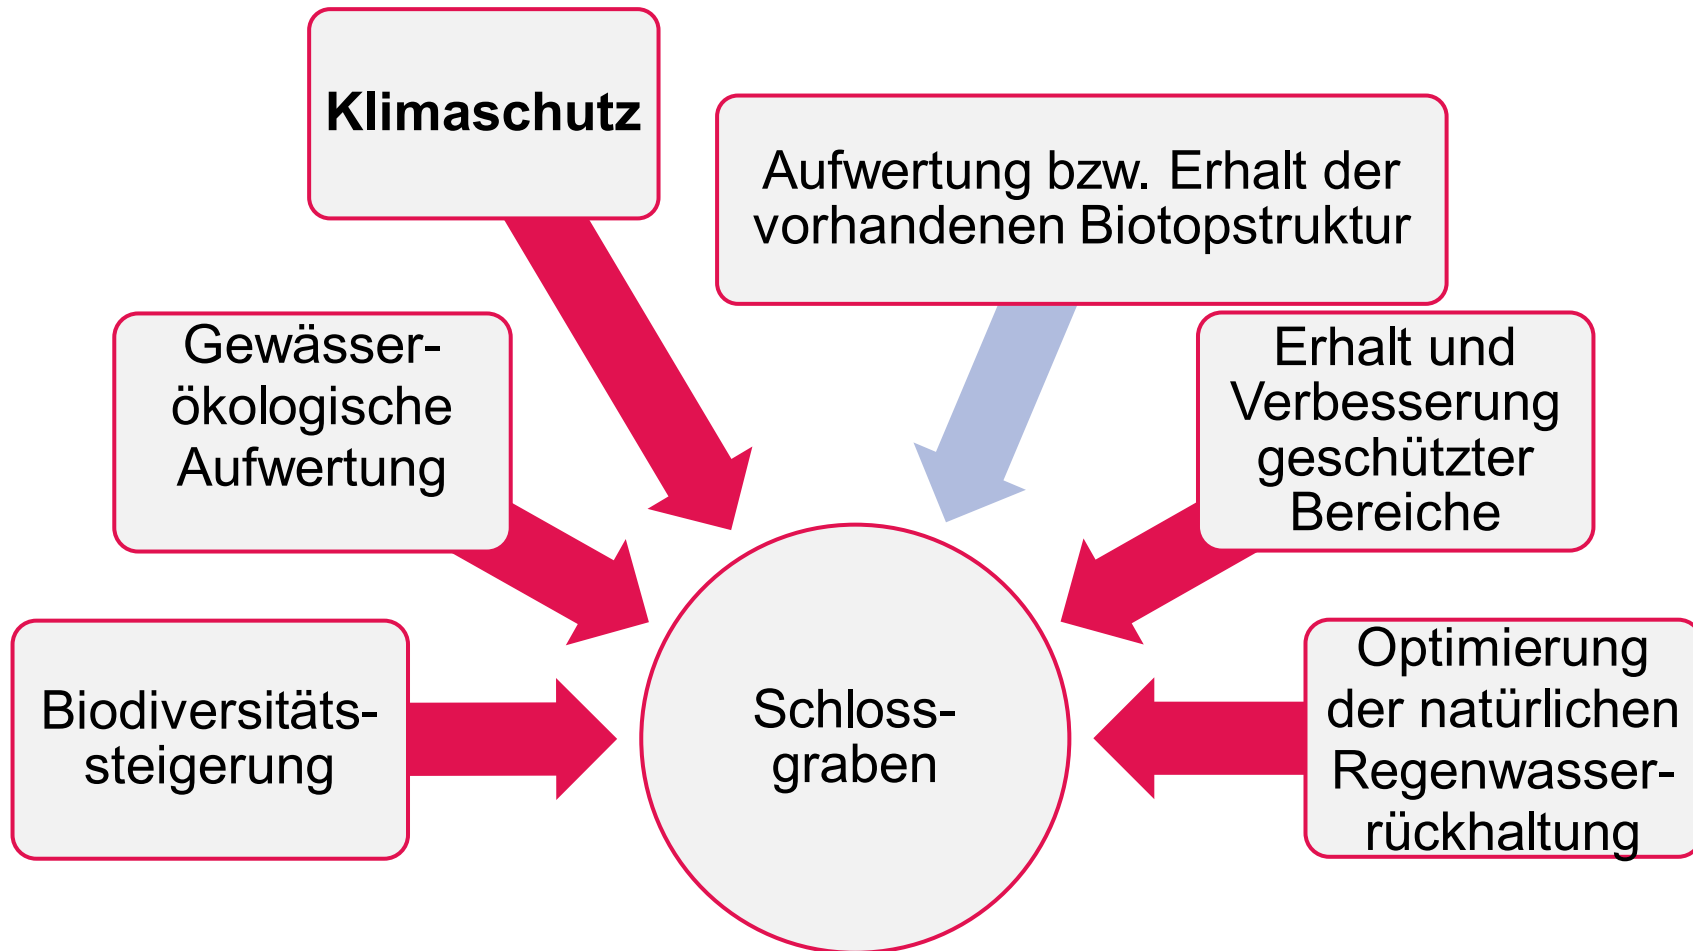 Klimaschutz
Aufwertung bzw. Erhalt der
vorhandenen Biotopstruktur
Gewässer-
ökologische
Aufwertung
Erhalt und
Verbesserung
geschützter
Bereiche
Biodiversitäts-
steigerung
Schloss-
graben
Optimierung
der natürlichen
Regenwasser-
rückhaltung